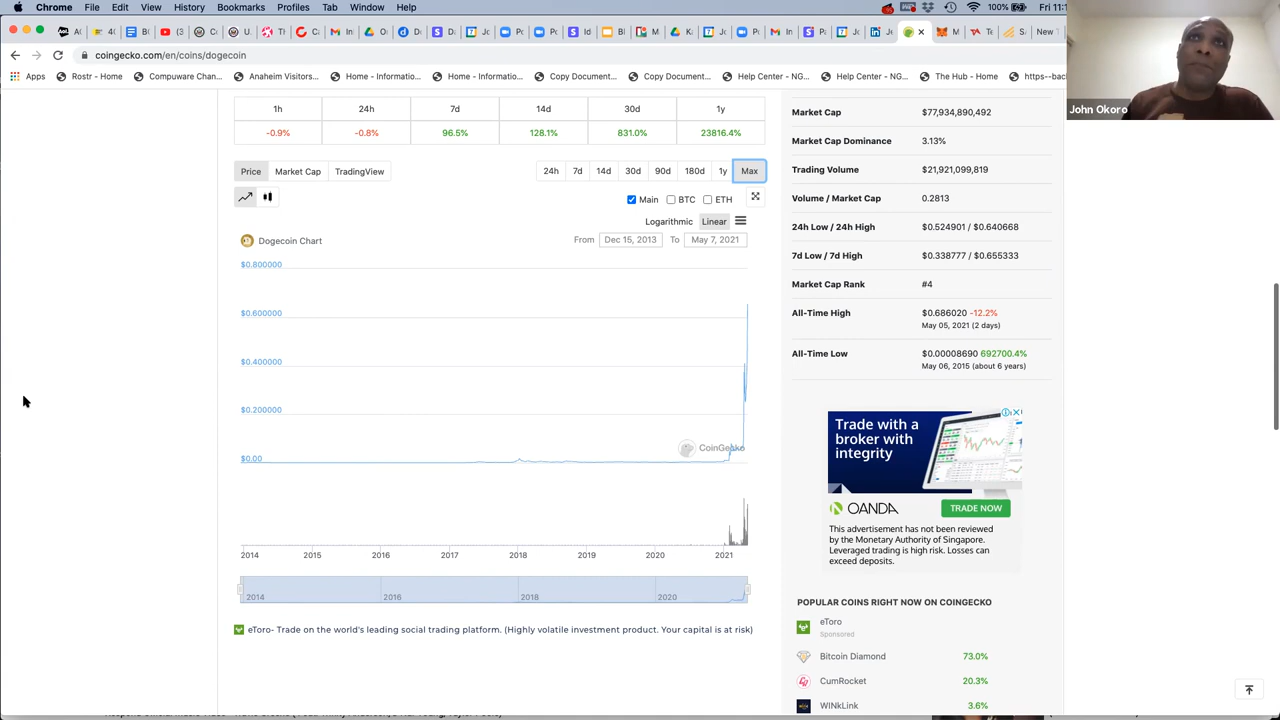 Chrome File Edit View History Bookmarks Profiles Tab Window Help 100% Fri 11:1
coingecko.com/en/coins/dogecoin
Apps Rostr - Home Compuware Chan... Anaheim Visitors... Home - Informatio... Home - Informatio... Copy Document... Copy Document... Help Center - NG... Help Center - NG... The Hub - Home https--bac
John Okoro
1h 24h 7d 14d 30d 1y
-0.9% -0.8% 96.5% 128.1% 831.0% 23816.4%
Price Market Cap TradingView 24h 7d 14d 30d 90d 180d 1y Max
Main BTC ETH
Logarithmic Linear
Dogecoin Chart From Dec 15, 2013 To May 7, 2021
$0.800000
$0.600000
$0.400000
$0.200000
$0.00
CoinGecko
2014 2015 2016 2017 2018 2019 2020 2021
2014 2016 2018 2020
eToro- Trade on the world's leading social trading platform. (Highly volatile investment product. Your capital is at risk)
Market Cap $77,934,890,492
Market Cap Dominance 3.13%
Trading Volume $21,921,099,819
Volume / Market Cap 0.2813
24h Low / 24h High $0.524901 / $0.640668
7d Low / 7d High $0.338777 / $0.655333
Market Cap Rank #4
All-Time High $0.686020 -12.2%
May 05, 2021 (2 days)
All-Time Low $0.00008690 692700.4%
May 06, 2015 (about 6 years)
Trade with a
broker with
integrity
OANDA TRADE NOW
This advertisement has not been reviewed
by the Monetary Authority of Singapore.
Leveraged trading is high risk. Losses can
exceed deposits.
POPULAR COINS RIGHT NOW ON COINGECKO
eToro
Sponsored
Bitcoin Diamond 73.0%
CumRocket 20.3%
WINkLink 3.6%